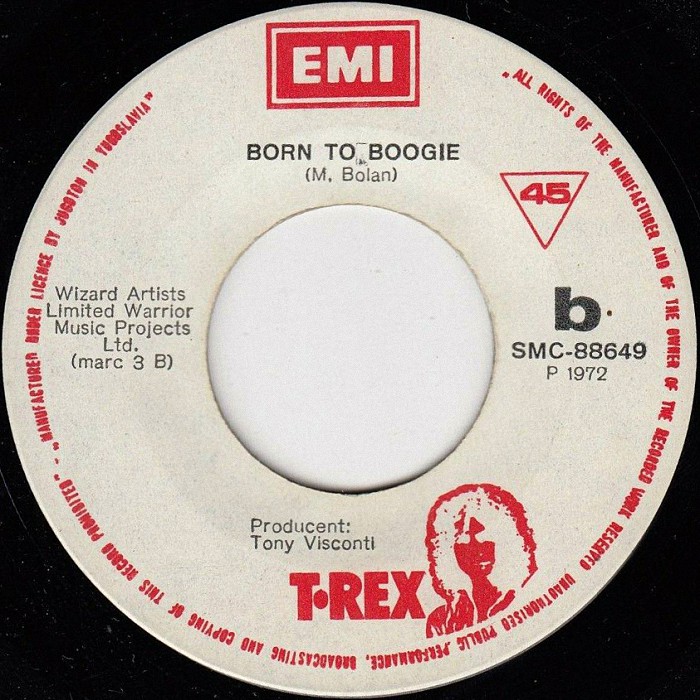 EMI
BORN TO BOOGIE
(M. Bolan)
45
Wizard Artists
Limited Warrior
Music Projects
Ltd.
(marc 3 B)
b
SMC-88649
P 1972
Producent:
Tony Visconti
T•REX
„ALL RIGHTS OF THE MANUFACTURER AND OF THE OWNER OF THE RECORDED WORK RESERVED UNAUTHORISED PUBLIC PERFORMANCE, BROADCASTING AND COPYING OF THIS RECORD PROHIBITED" - „MANUFACTURED UNDER LICENCE BY JUGOTON IN YUGOSLAVIA"